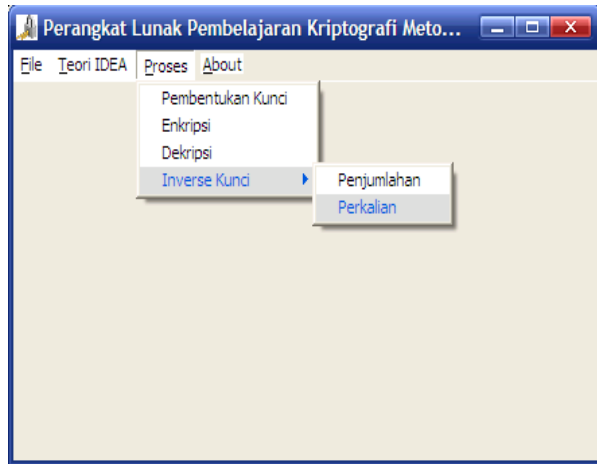 Perangkat Lunak Pembelajaran Kriptografi Meto...
File Teori IDEA Proses About
Pembentukan Kunci
Enkripsi
Dekripsi
Inverse Kunci
Penjumlahan
Perkalian